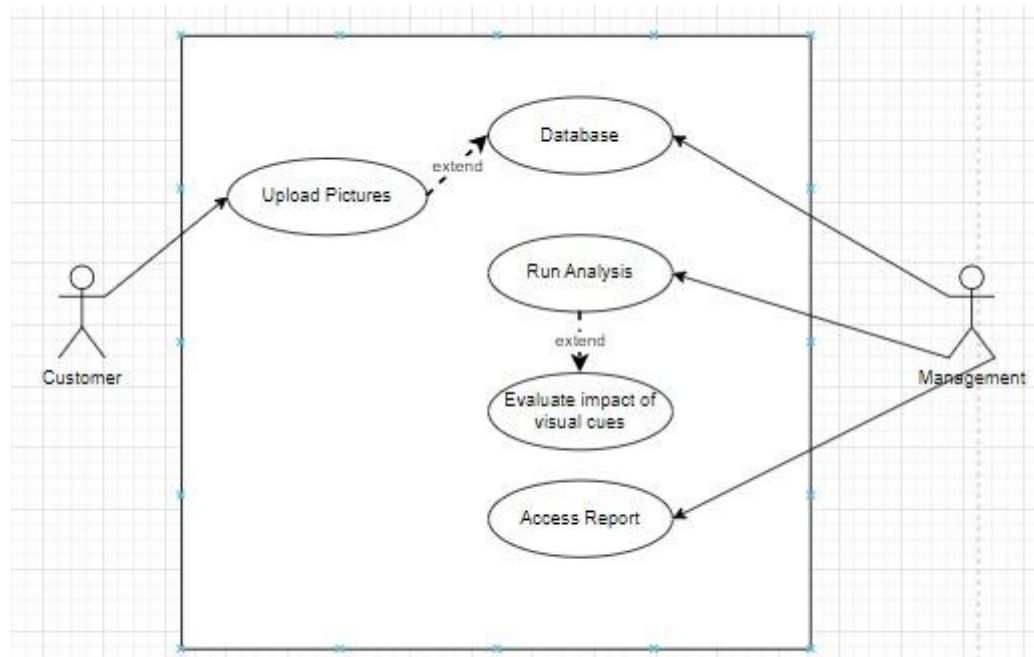 Database
extend
Upload Pictures
Run Analysis
extend
Customer
Management
Evaluate impact of
visual cues
Access Report